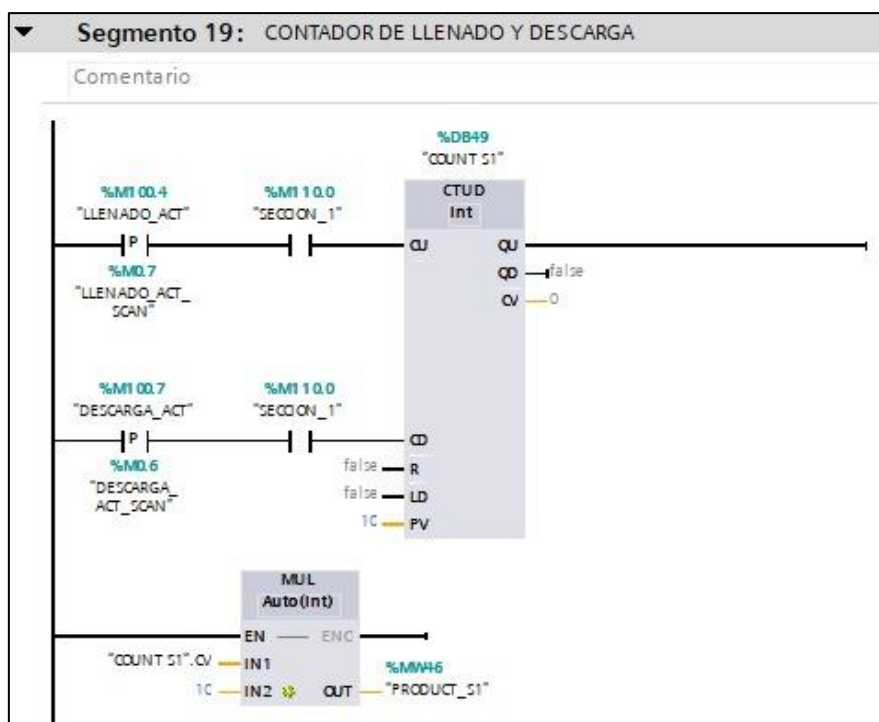 Segmento 19: CONTADOR DE LLENADO Y DESCARGA
Comentario
%DB49
"COUNT S1"
%M100.4
"LLENADO_ACT"
P
%M0.7
"LLENADO_ACT_
SCAN"
%M110.0
"SECCION_1"
CTUD
Int
CU
QU
QD
false
CV
0
%M100.7
"DESCARGA_ACT"
P
%M0.6
"DESCARGA_
ACT_SCAN"
%M110.0
"SECCION_1"
CD
false
R
false
LD
10
PV
MUL
Auto(Int)
EN
ENO
"COUNT S1".CV
IN1
10
IN2
OUT
%MW46
"PRODUCT_S1"